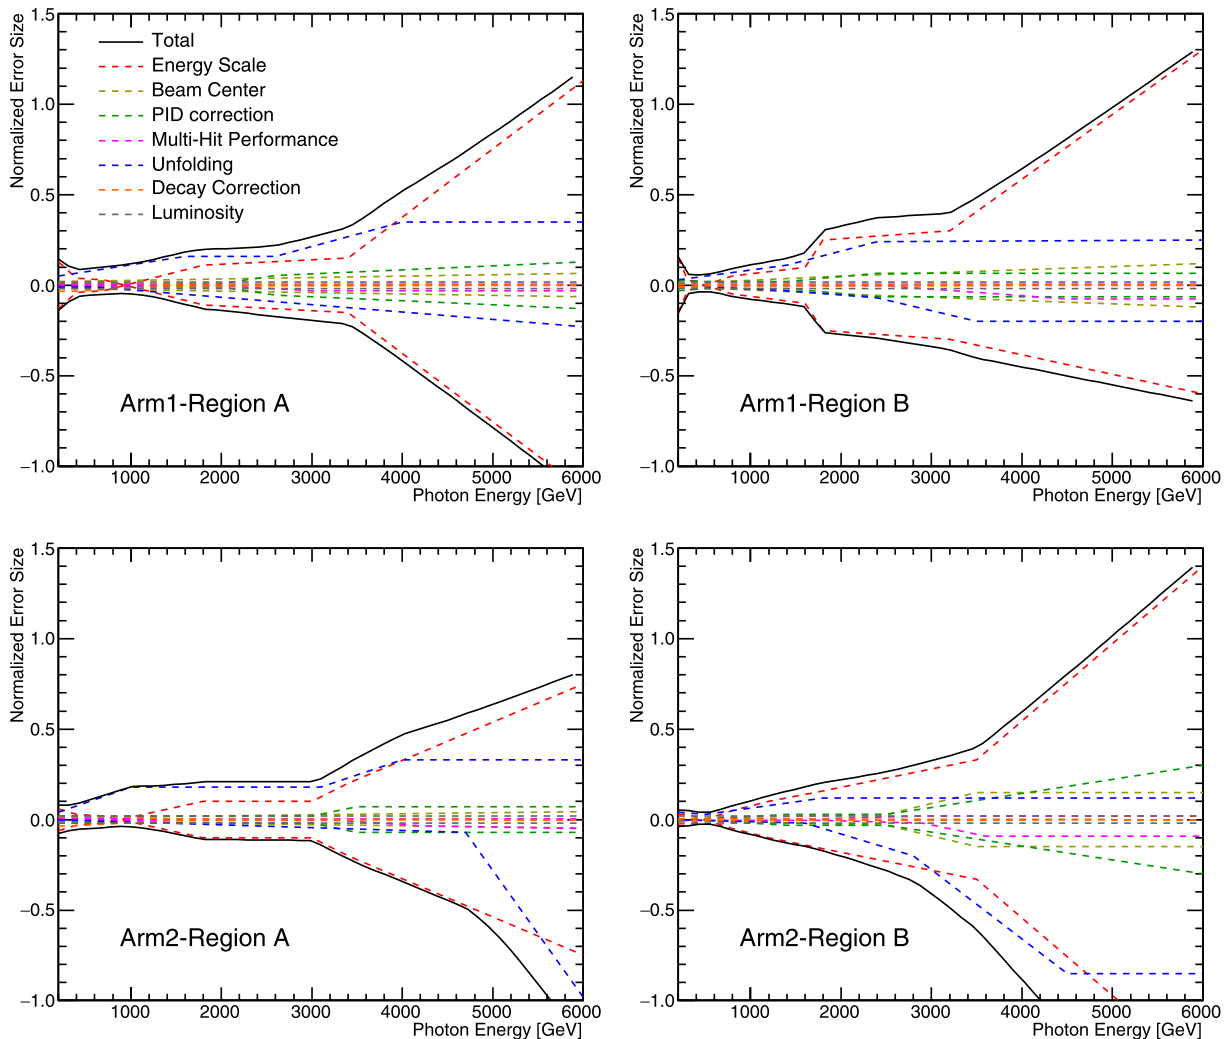 Normalized Error Size
1.5
1.0
0.5
0.0
−0.5
−1.0
Total
Energy Scale
Beam Center
PID correction
Multi-Hit Performance
Unfolding
Decay Correction
Luminosity
Arm1-Region A
1000 2000 3000 4000 5000 6000
Photon Energy [GeV]
Normalized Error Size
1.5
1.0
0.5
0.0
−0.5
−1.0
Arm1-Region B
1000 2000 3000 4000 5000 6000
Photon Energy [GeV]
Normalized Error Size
1.5
1.0
0.5
0.0
−0.5
−1.0
Arm2-Region A
1000 2000 3000 4000 5000 6000
Photon Energy [GeV]
Normalized Error Size
1.5
1.0
0.5
0.0
−0.5
−1.0
Arm2-Region B
1000 2000 3000 4000 5000 6000
Photon Energy [GeV]